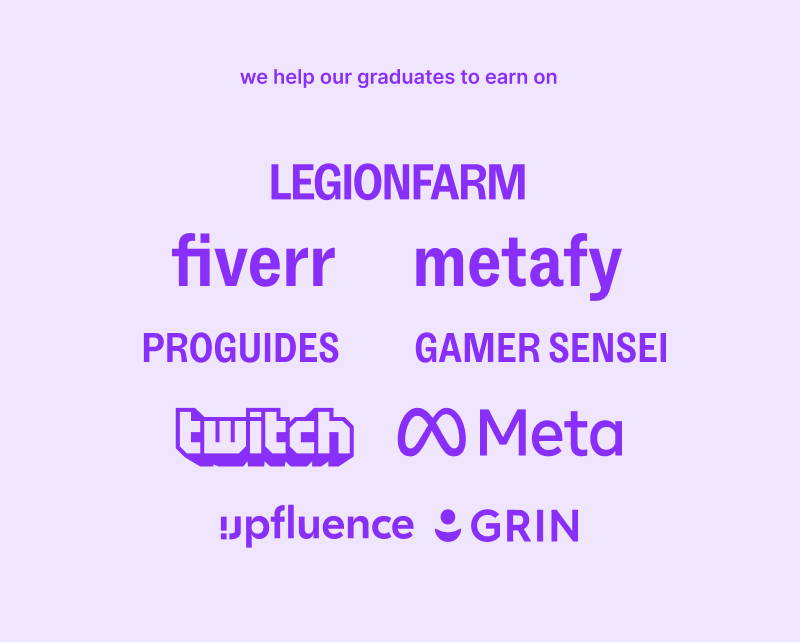 we help our graduates to earn on
LEGIONFARM
fiverr metafy
PROGUIDES GAMER SENSEI
twitch Meta
upfluence GRIN